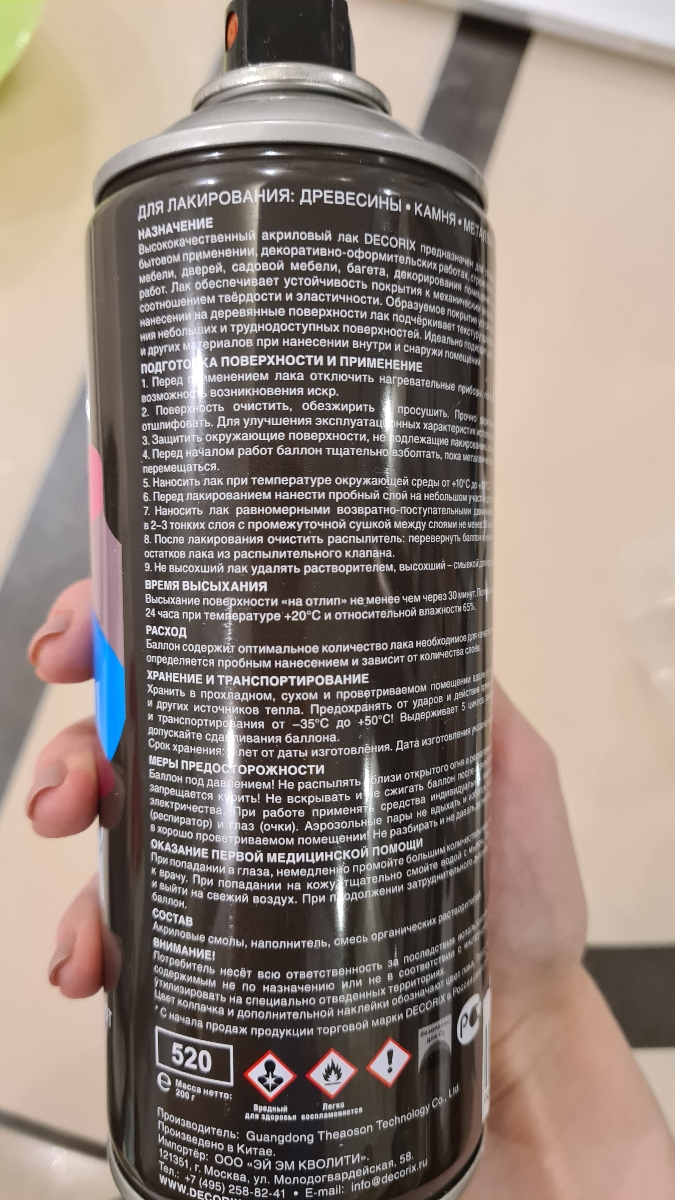 ДЛЯ ЛАКИРОВАНИЯ: ДРЕВЕСИНЫ • КАМНЯ •
НАЗНАЧЕНИЕ
Высококачественный акриловый лак DECORIX предназначен
бытовом применении, декоративно-оформительских работах,
мебели, дверей, садовой мебели, багета, декорирования
работ. Лак обеспечивает устойчивость покрытия к
соотношением твёрдости и эластичности. Образуемое
нанесении на деревянные поверхности лак подчёркивает
ния небольших и труднодоступных поверхностей. Идеально
и других материалов при нанесении внутри и снаружи
ПОДГОТОВКА ПОВЕРХНОСТИ И ПРИМЕНЕНИЕ
1. Перед применением лака отключить нагревательные
возможность возникновения искр.
2. Поверхность очистить, обезжирить и просушить. Прочно
отшлифовать. Для улучшения эксплуатационных характеристик
3. Защитить окружающие поверхности, не подлежащие
4. Перед началом работ баллон тщательно взболтать, пока
перемещаться.
5. Наносить лак при температуре окружающей среды от +10°С до
6. Перед лакированием нанести пробный слой на небольшом
7. Наносить лак равномерными возвратно-поступательными
в 2–3 тонких слоя с промежуточной сушкой между слоями не менее
8. После лакирования очистить распылитель: перевернуть
остатков лака из распылительного клапана.
9. Не высохший лак удалять растворителем, высохший –
ВРЕМЯ ВЫСЫХАНИЯ
Высыхание поверхности «на отлип» не менее чем через 30 минут.
24 часа при температуре +20°С и относительной влажности 65%.
РАСХОД
Баллон содержит оптимальное количество лака необходимое для
определяется пробным нанесением и зависит от количества слоёв.
ХРАНЕНИЕ И ТРАНСПОРТИРОВАНИЕ
Хранить в прохладном, сухом и проветриваемом помещении
и других источников тепла. Предохранять от ударов и действия
и транспортирования от –35°С до +50°С! Выдерживает 5
допускайте сдавливания баллона.
Срок хранения: лет от даты изготовления. Дата изготовления
МЕРЫ ПРЕДОСТОРОЖНОСТИ
Баллон под давлением! Не распылять вблизи открытого огня и
запрещается курить! Не вскрывать и не сжигать баллон после
электричества. При работе применять средства
(респиратор) и глаз (очки). Аэрозольные пары не вдыхать
в хорошо проветриваемом помещении! Не разбирать и не
ОКАЗАНИЕ ПЕРВОЙ МЕДИЦИНСКОЙ ПОМОЩИ
При попадании в глаза, немедленно промойте большим
к врачу. При попадании на кожу, тщательно смойте водой с
и выйти на свежий воздух. При продолжении
баллон.
СОСТАВ
Акриловые смолы, наполнитель, смесь органических
ВНИМАНИЕ!
Потребитель несёт всю ответственность за последствия
содержимым не по назначению или не в соответствии с
утилизировать на специально отведенных территориях.
Цвет колпачка и дополнительной наклейки обозначают цвет
* С начала продаж продукции торговой марки DECORIX в
520
e Масса нетто:
200 г
Вредный
для здоровья
Легко
воспламеняется
Производитель: Guangdong Theaoson Technology Co., Ltd.
Произведено в Китае.
Импортёр: ООО «ЭЙ ЭМ КВОЛИТИ».
121351, г. Москва, ул. Молодогвардейская, 58.
Тел.: +7 (495) 258-82-41 • E-mail: info@decorix.ru